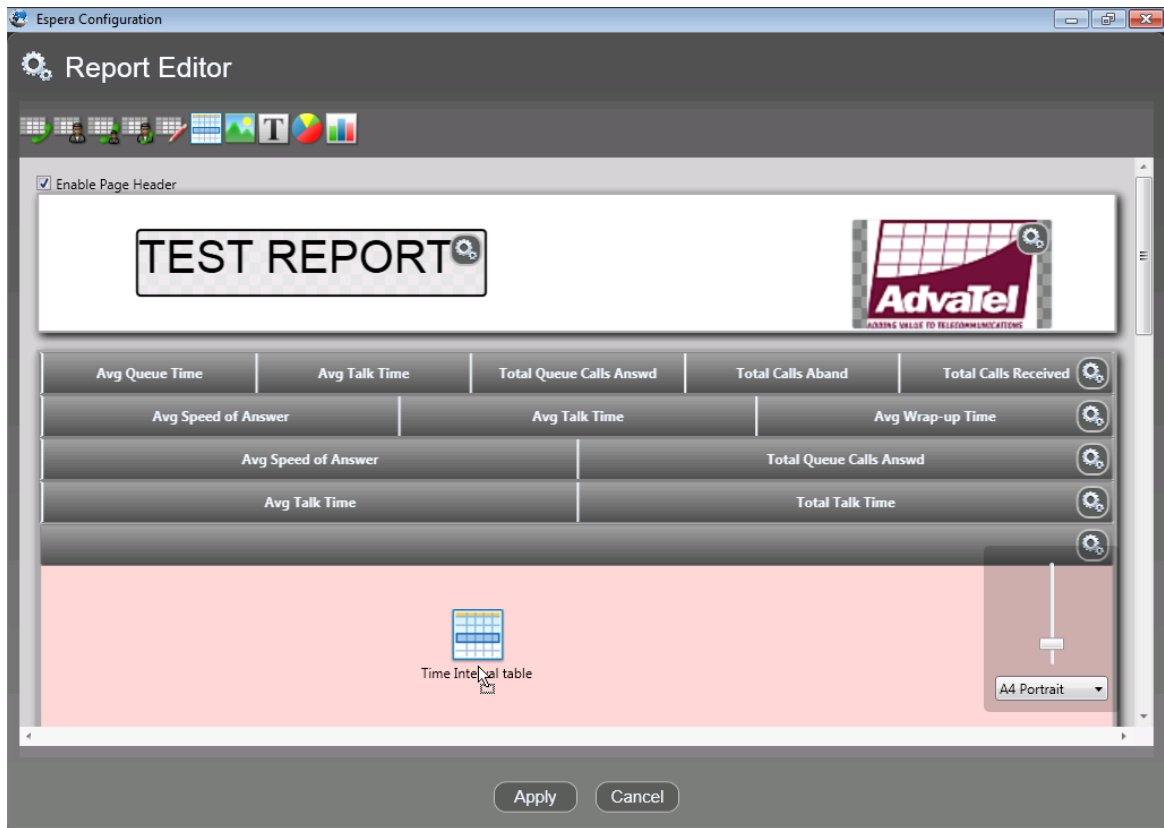 Espera Configuration
Report Editor
T
Enable Page Header
TEST REPORT
AdvaTel
ADDING VALUE TO TELECOMMUNICATIONS
Avg Queue Time Avg Talk Time Total Queue Calls Answd Total Calls Aband Total Calls Received
Avg Speed of Answer Avg Talk Time Avg Wrap-up Time
Avg Speed of Answer Total Queue Calls Answd
Avg Talk Time Total Talk Time
Time Interval table
A4 Portrait
Apply Cancel